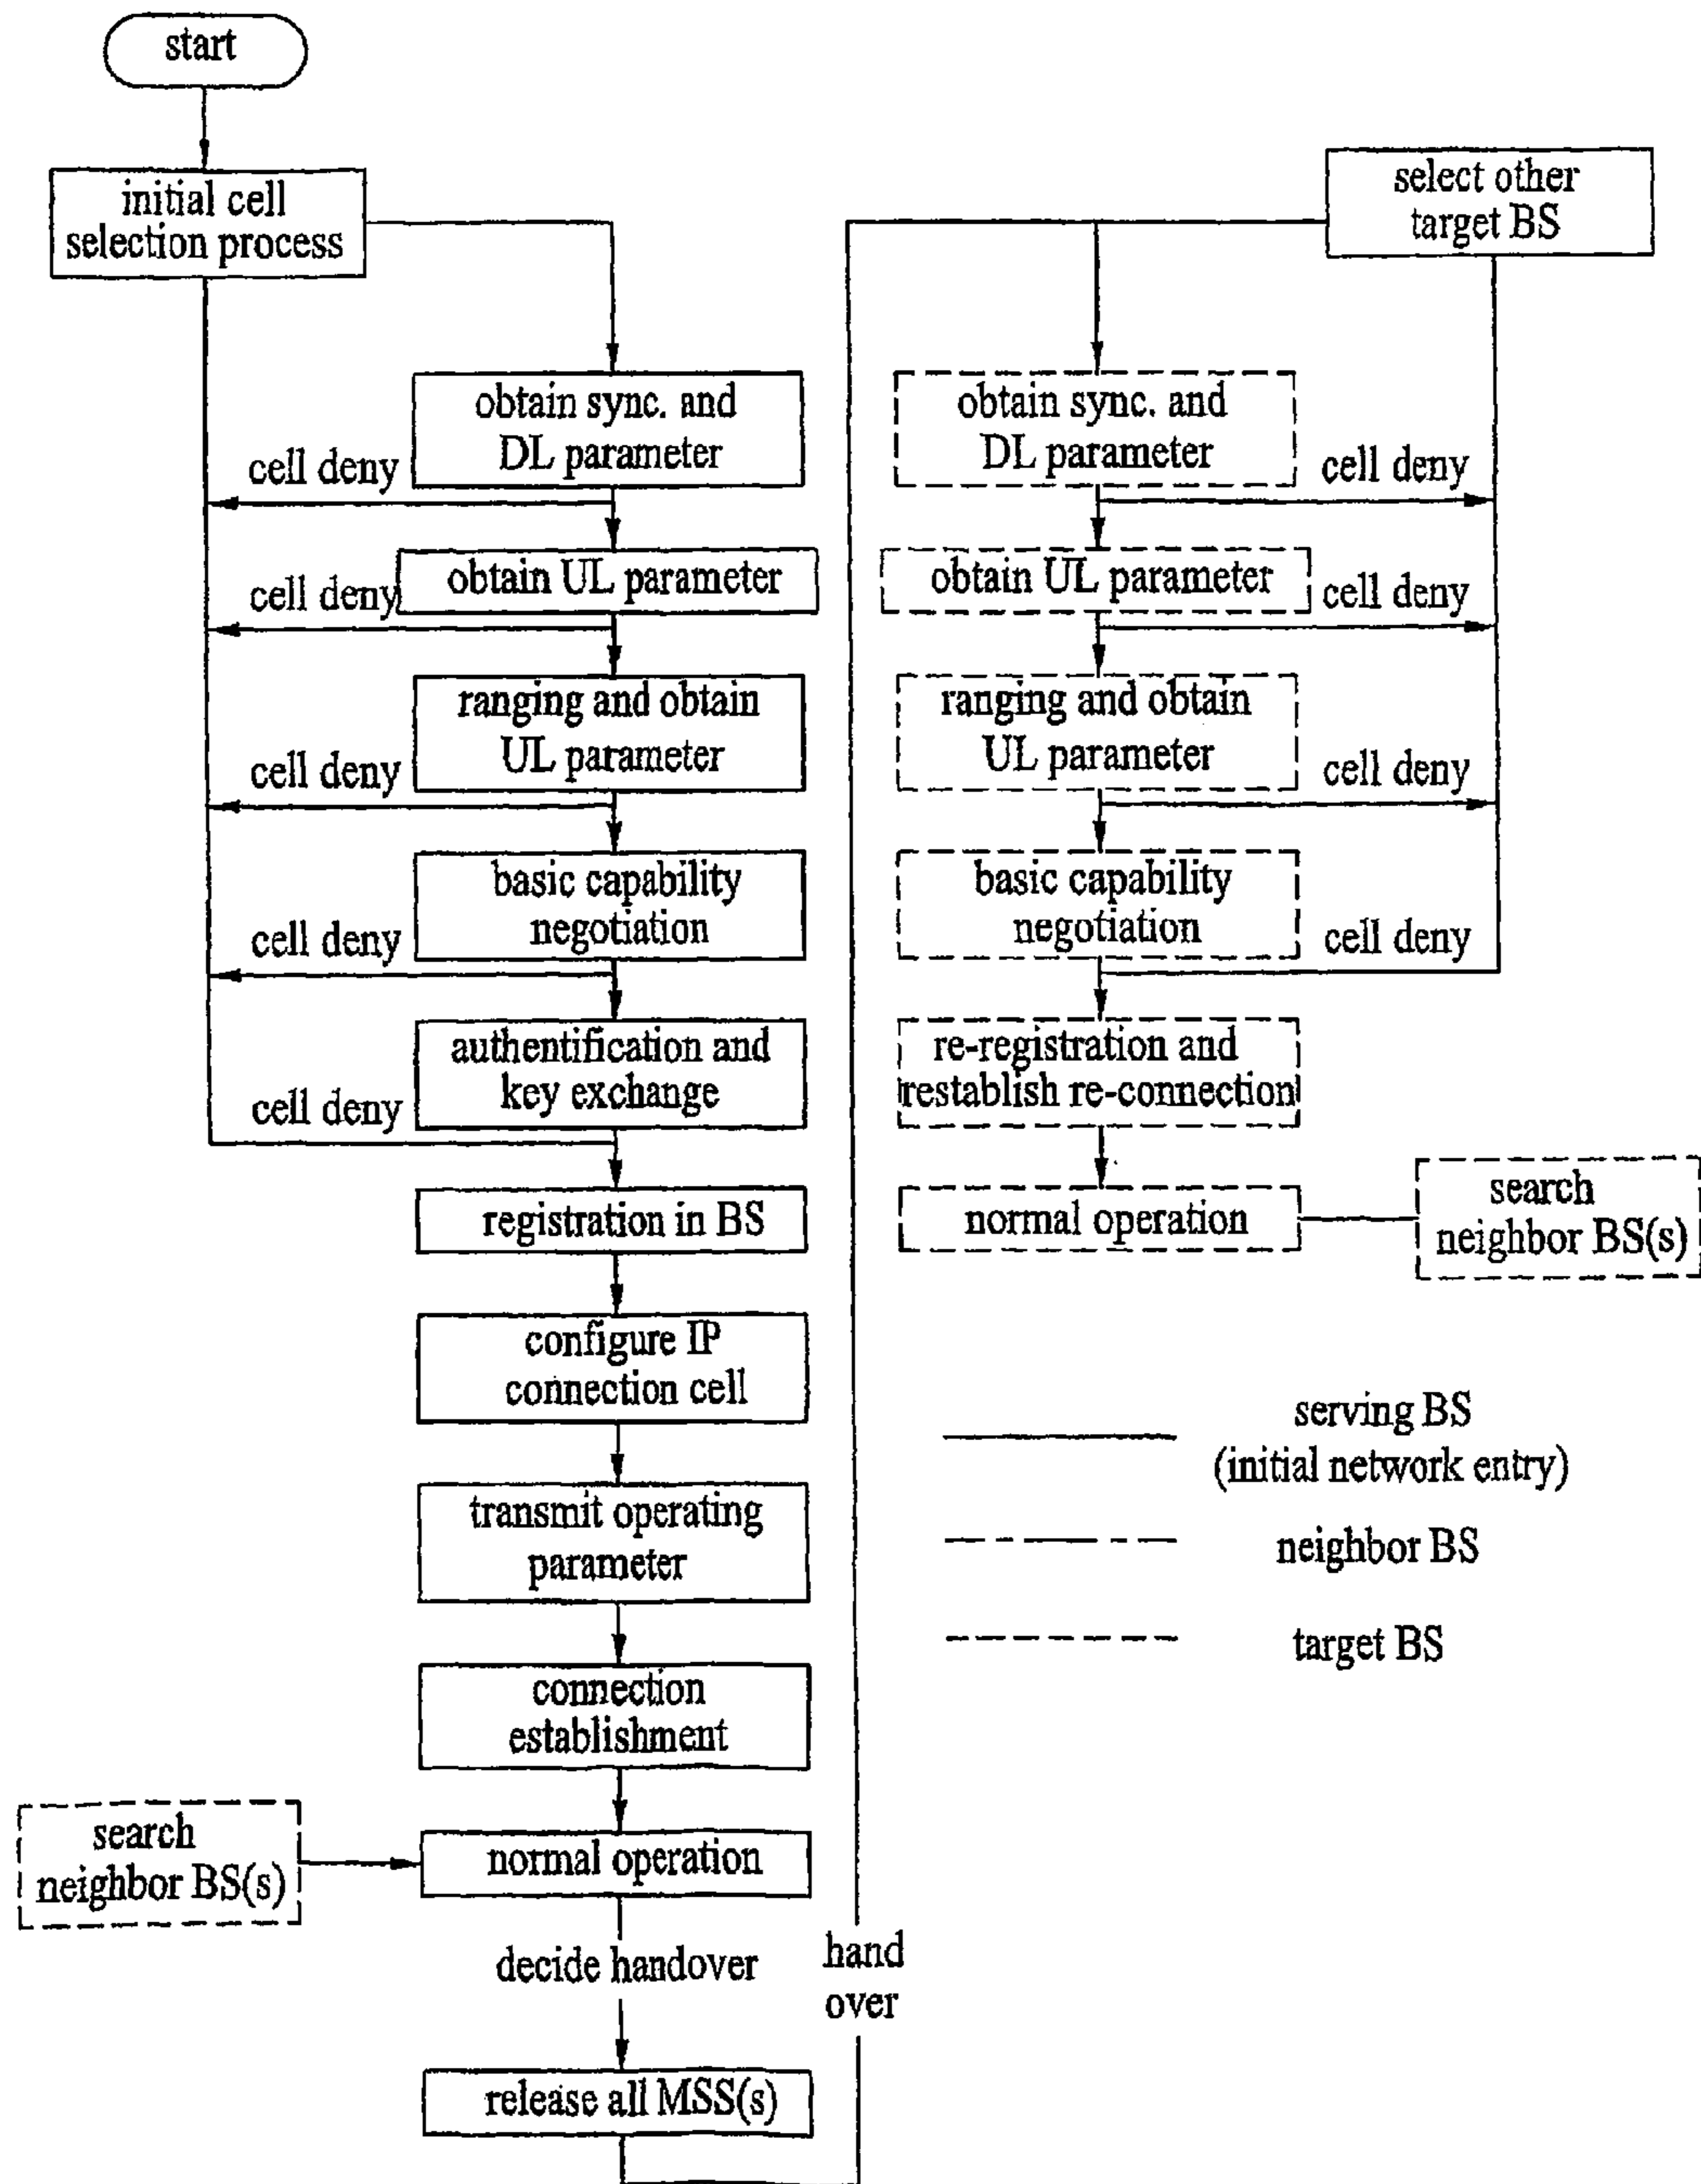 start
initial cell
selection process
obtain sync. and
DL parameter
cell deny
obtain UL parameter
cell deny
ranging and obtain
UL parameter
cell deny
basic capability
negotiation
cell deny
authentification and
key exchange
cell deny
registration in BS
configure IP
connection cell
transmit operating
parameter
connection
establishment
search
neighbor BS(s)
normal operation
decide handover
release all MSS(s)
hand
over
select other
target BS
obtain sync. and
DL parameter
cell deny
obtain UL parameter
cell deny
ranging and obtain
UL parameter
cell deny
basic capability
negotiation
cell deny
re-registration and
restablish re-connection
normal operation
search
neighbor BS(s)
serving BS
(initial network entry)
neighbor BS
target BS